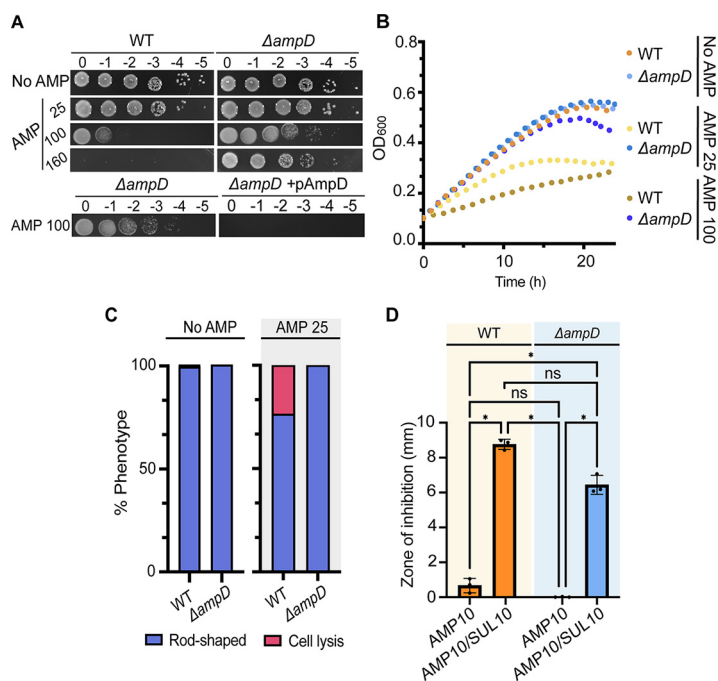 A
WT
ΔampD
0 -1 -2 -3 -4 -5
0 -1 -2 -3 -4 -5
No AMP
AMP
25
100
160
ΔampD
ΔampD +pAmpD
0 -1 -2 -3 -4 -5
0 -1 -2 -3 -4 -5
AMP 100
B
0.8
0.6
0.4
0.2
0.0
OD600
0 10 20
Time (h)
WT
ΔampD
No AMP
WT
ΔampD
AMP 25
WT
ΔampD
AMP 100
C
No AMP
AMP 25
100
50
0
% Phenotype
WT
ΔampD
WT
ΔampD
Rod-shaped
Cell lysis
D
WT
ΔampD
*
ns
ns
* * *
10
8
6
4
2
0
Zone of inhibition (mm)
AMP10
AMP10/SUL10
AMP10
AMP10/SUL10